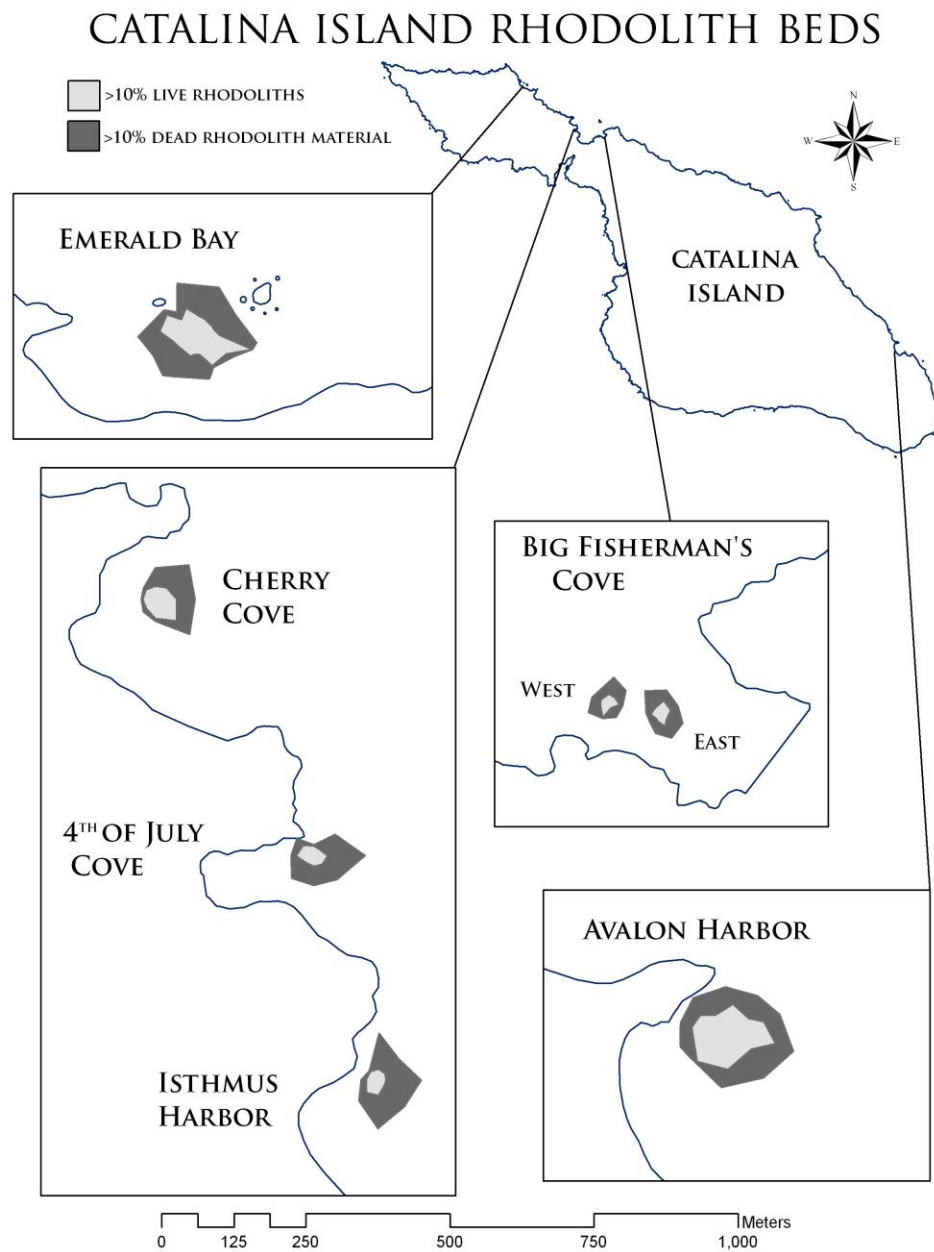 CATALINA ISLAND RHODOLITH BEDS
>10% LIVE RHODOLITHS
>10% DEAD RHODOLITH MATERIAL
N
W
E
S
EMERALD BAY
CATALINA
ISLAND
CHERRY
COVE
4TH OF JULY
COVE
ISTHMUS
HARBOR
BIG FISHERMAN'S
COVE
WEST
EAST
AVALON HARBOR
Meters
0 125 250 500 750 1,000